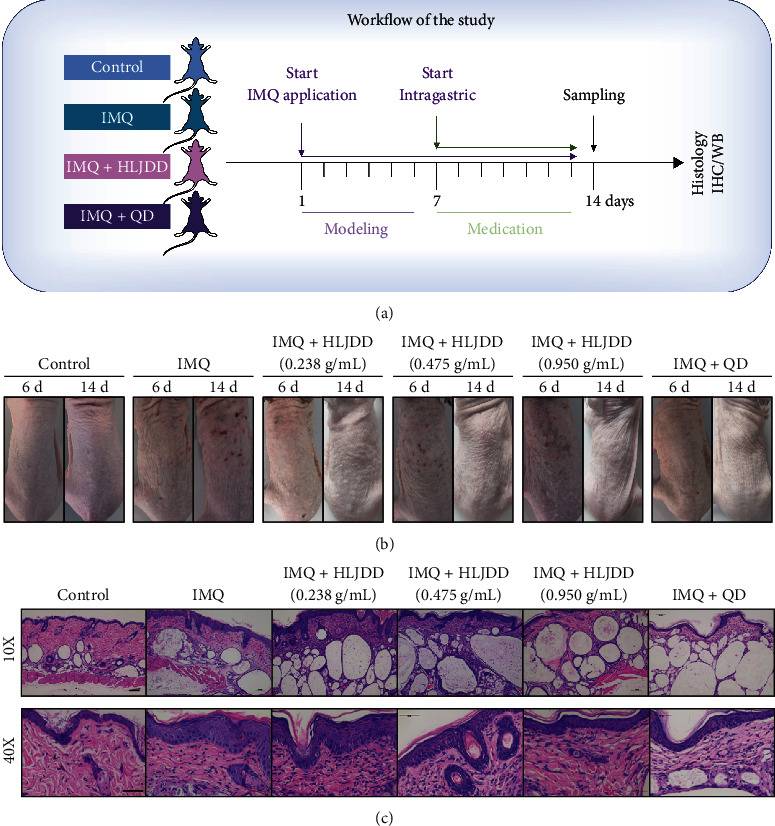 Workflow of the study
Control
IMQ
IMQ + HLJDD
IMQ + QD
Start
IMQ application
Start
Intragastric
Sampling
1
7
14 days
Modeling
Medication
Histology
IHC/WB
(a)
Control
IMQ
IMQ + HLJDD
(0.238 g/mL)
IMQ + HLJDD
(0.475 g/mL)
IMQ + HLJDD
(0.950 g/mL)
IMQ + QD
6 d 14 d 6 d 14 d 6 d 14 d 6 d 14 d 6 d 14 d 6 d 14 d
(b)
Control
IMQ
IMQ + HLJDD
(0.238 g/mL)
IMQ + HLJDD
(0.475 g/mL)
IMQ + HLJDD
(0.950 g/mL)
IMQ + QD
10X
40X
(c)